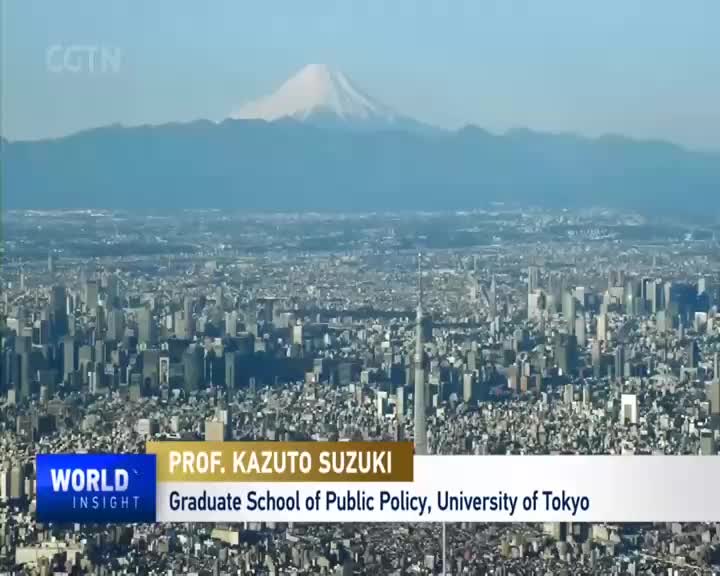 CGTN
PROF. KAZUTO SUZUKI
WORLD
INSIGHT
Graduate School of Public Policy, University of Tokyo